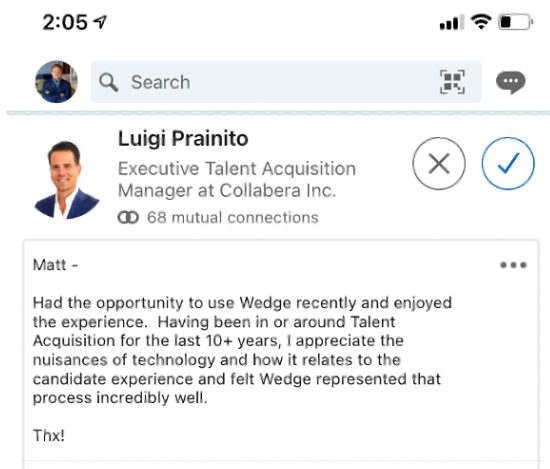 2:05
Search
Luigi Prainito
Executive Talent Acquisition
Manager at Collabera Inc.
68 mutual connections
Matt -
Had the opportunity to use Wedge recently and enjoyed
the experience.  Having been in or around Talent
Acquisition for the last 10+ years, I appreciate the
nuisances of technology and how it relates to the
candidate experience and felt Wedge represented that
process incredibly well.
Thx!